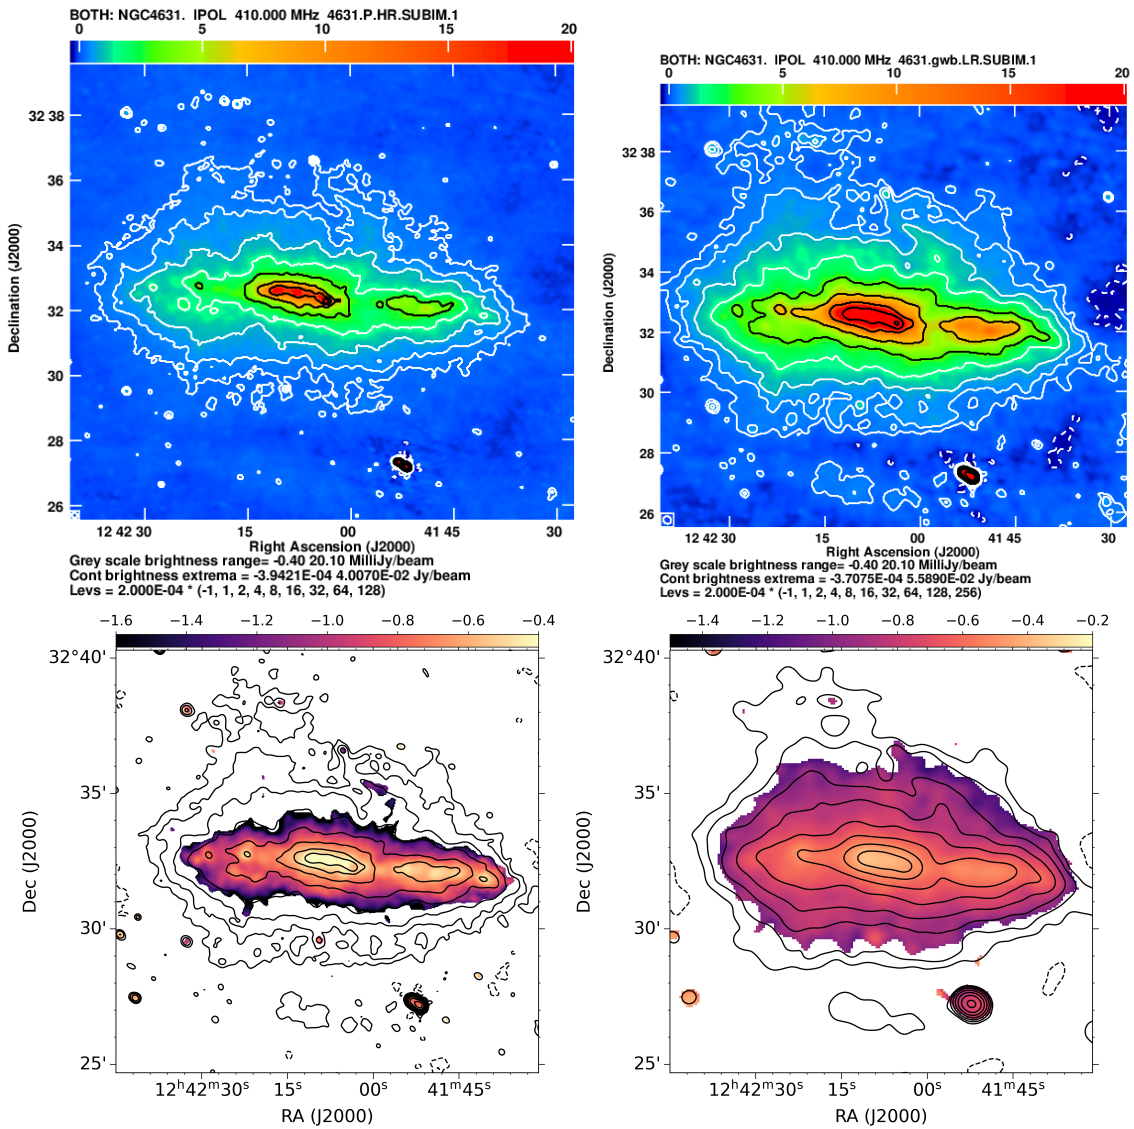 BOTH: NGC4631. IPOL 410.000 MHz 4631.P.HR.SUBIM.1
0 5 10 15 20
32 38
36
34
32
30
28
26
Declination (J2000)
12 42 30 15 00 41 45 30
Right Ascension (J2000)
Grey scale brightness range= -0.40 20.10 MilliJy/beam
Cont brightness extrema = -3.9421E-04 4.0070E-02 Jy/beam
Levs = 2.000E-04 * (-1, 1, 2, 4, 8, 16, 32, 64, 128)
BOTH: NGC4631. IPOL 410.000 MHz 4631.gwb.LR.SUBIM.1
0 5 10 15 20
32 38
36
34
32
30
28
26
Declination (J2000)
12 42 30 15 00 41 45 30
Right Ascension (J2000)
Grey scale brightness range= -0.40 20.10 MilliJy/beam
Cont brightness extrema = -3.7075E-04 5.5890E-02 Jy/beam
Levs = 2.000E-04 * (-1, 1, 2, 4, 8, 16, 32, 64, 128, 256)
−1.6 −1.4 −1.2 −1.0 −0.8 −0.6 −0.4
32°40'
35'
30'
25'
Dec (J2000)
12h42m30s 15s 00s 41m45s
RA (J2000)
−1.4 −1.2 −1.0 −0.8 −0.6 −0.4 −0.2
32°40'
35'
30'
25'
Dec (J2000)
12h42m30s 15s 00s 41m45s
RA (J2000)